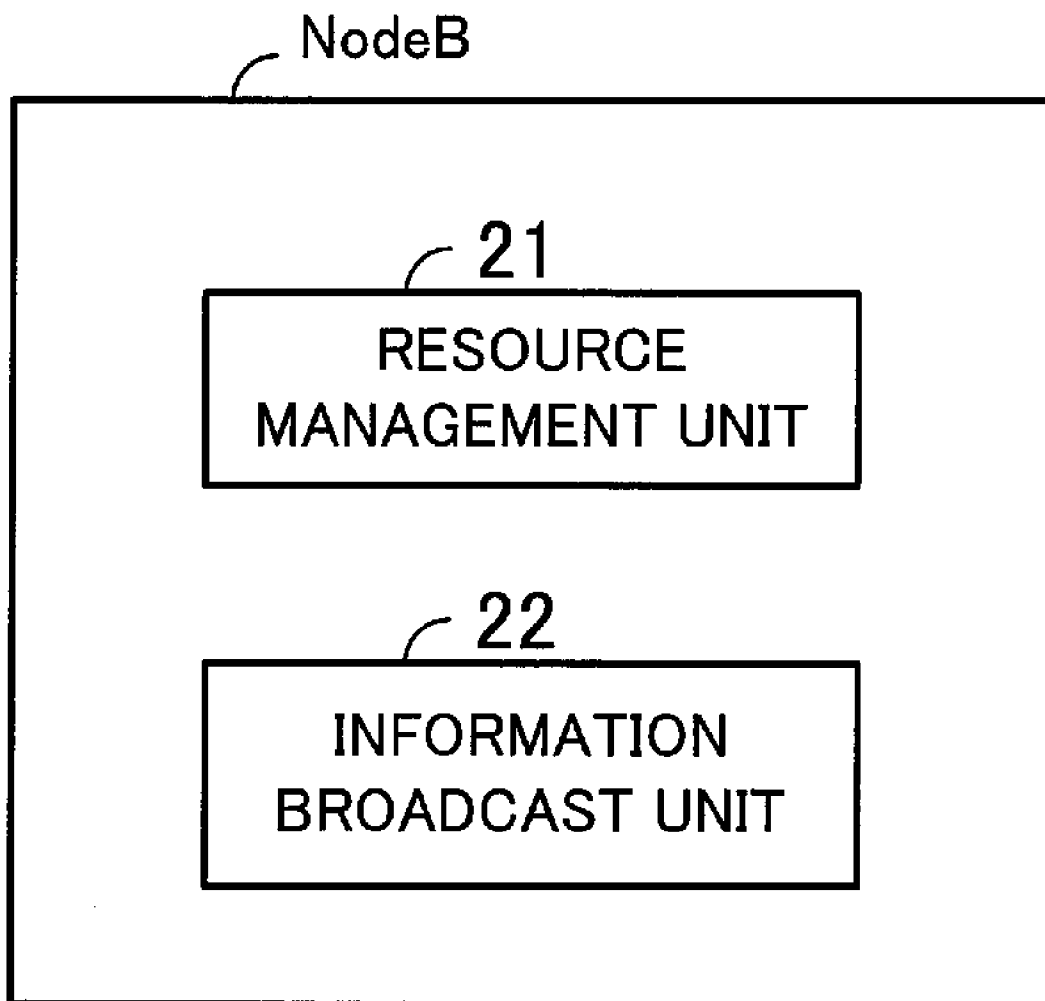 NodeB
21
RESOURCE
MANAGEMENT UNIT
22
INFORMATION
BROADCAST UNIT